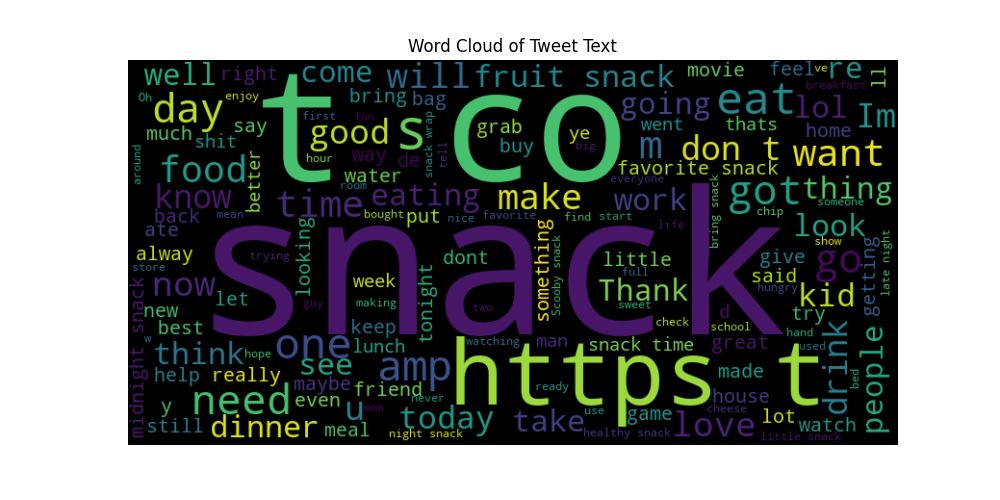 Word Cloud of Tweet Text
well right come will fruit snack movie feel ve re ll
Oh enjoy bring bag going eat breakfast lol Im
day t co first fun
much shit say good s snack wrap grab ye thats home
around hour way de tell buy big went m don t want
food better water room everyone favorite snack
know time eating make work got thing
back mean bought put nice favorite find start life bring snack chip someone look
ate trying looking snack something Scooby snack show go
alway dont little full give said getting late night
store week tonight Thank hungry kid
now let guy making two sweet
new midnight snack check d school try hand
best w keep https t used drink people
one lunch watching man snack time great
think hope see amp made bed
help really maybe friend ready house
need even never use game cheese
y u mom today take love lot watch
still dinner meal night snack healthy snack little snack